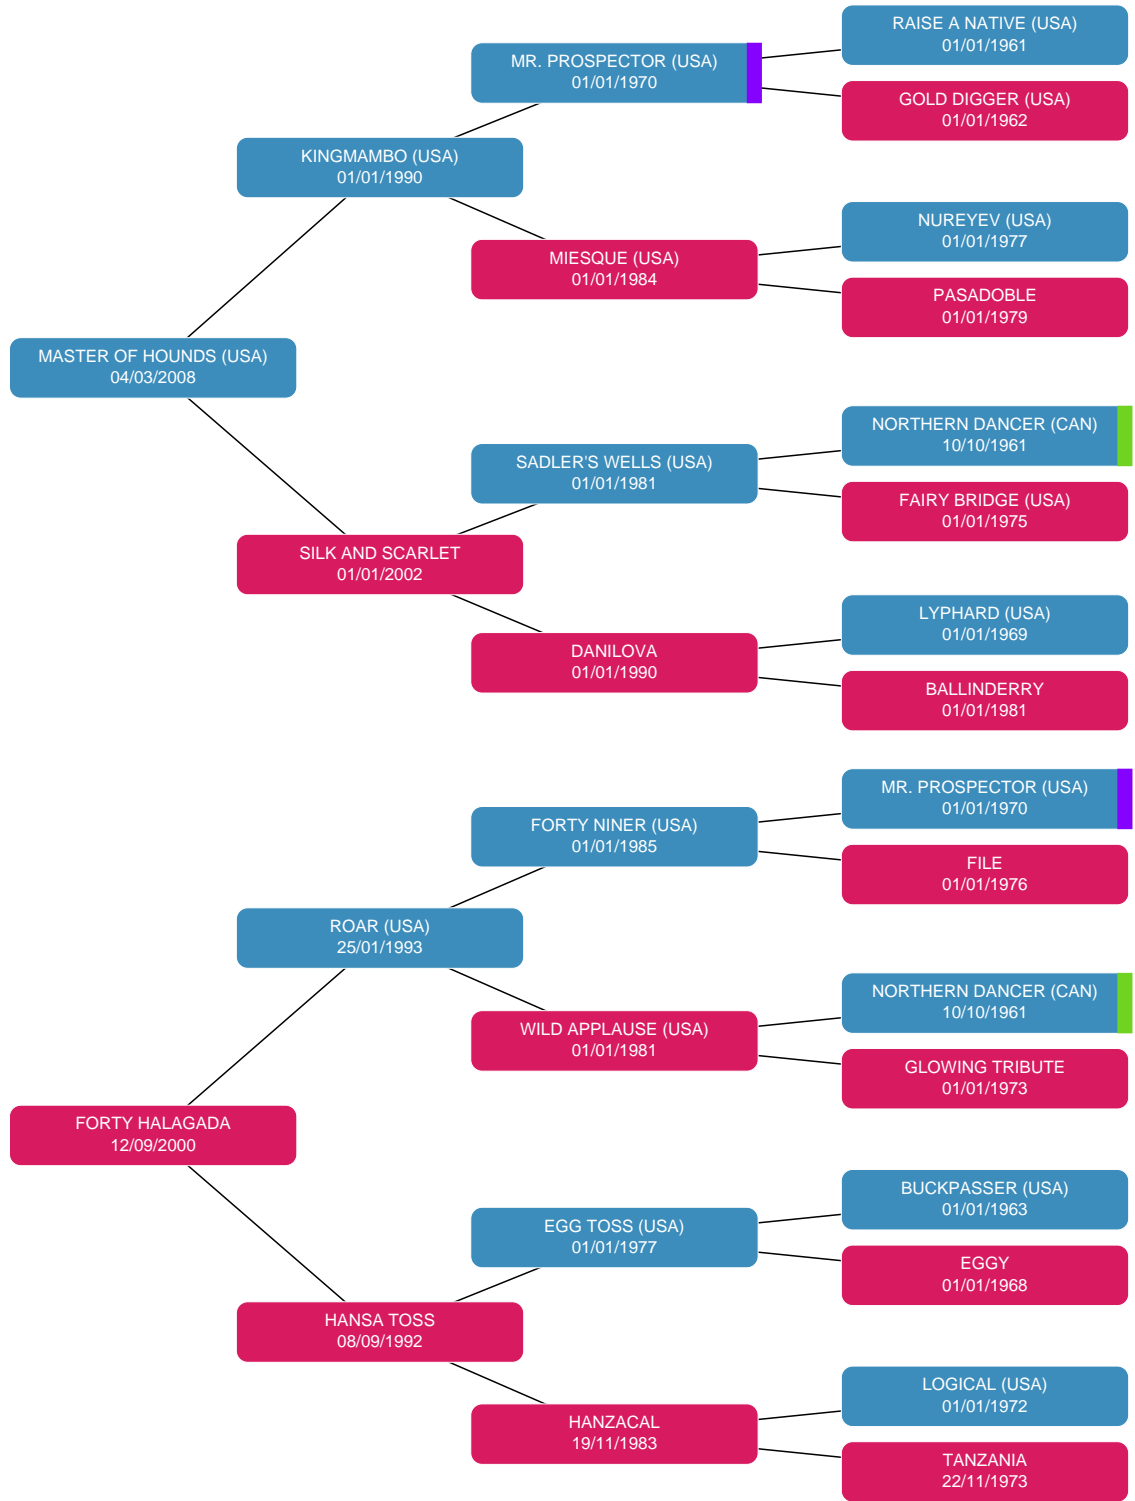 RAISE A NATIVE (USA)
01/01/1961
MR. PROSPECTOR (USA)
01/01/1970
GOLD DIGGER (USA)
01/01/1962
KINGMAMBO (USA)
01/01/1990
NUREYEV (USA)
01/01/1977
MIESQUE (USA)
01/01/1984
PASADOBLE
01/01/1979
MASTER OF HOUNDS (USA)
04/03/2008
NORTHERN DANCER (CAN)
10/10/1961
SADLER'S WELLS (USA)
01/01/1981
FAIRY BRIDGE (USA)
01/01/1975
SILK AND SCARLET
01/01/2002
LYPHARD (USA)
01/01/1969
DANILOVA
01/01/1990
BALLINDERRY
01/01/1981
MR. PROSPECTOR (USA)
01/01/1970
FORTY NINER (USA)
01/01/1985
FILE
01/01/1976
ROAR (USA)
25/01/1993
NORTHERN DANCER (CAN)
10/10/1961
WILD APPLAUSE (USA)
01/01/1981
GLOWING TRIBUTE
01/01/1973
FORTY HALAGADA
12/09/2000
BUCKPASSER (USA)
01/01/1963
EGG TOSS (USA)
01/01/1977
EGGY
01/01/1968
HANSA TOSS
08/09/1992
LOGICAL (USA)
01/01/1972
HANZACAL
19/11/1983
TANZANIA
22/11/1973